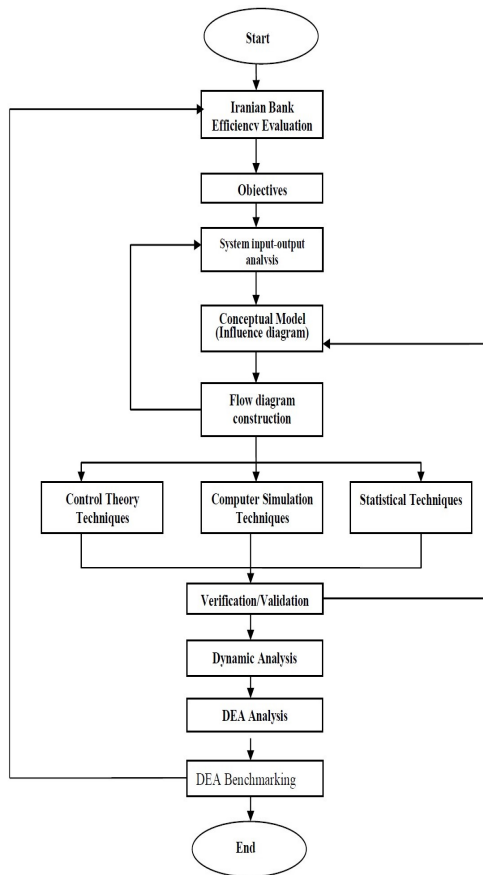 Start
Iranian Bank
Efficiency Evaluation
Objectives
System input-output
analysis
Conceptual Model
(Influence diagram)
Flow diagram
construction
Control Theory
Techniques
Computer Simulation
Techniques
Statistical Techniques
Verification/Validation
Dynamic Analysis
DEA Analysis
DEA Benchmarking
End